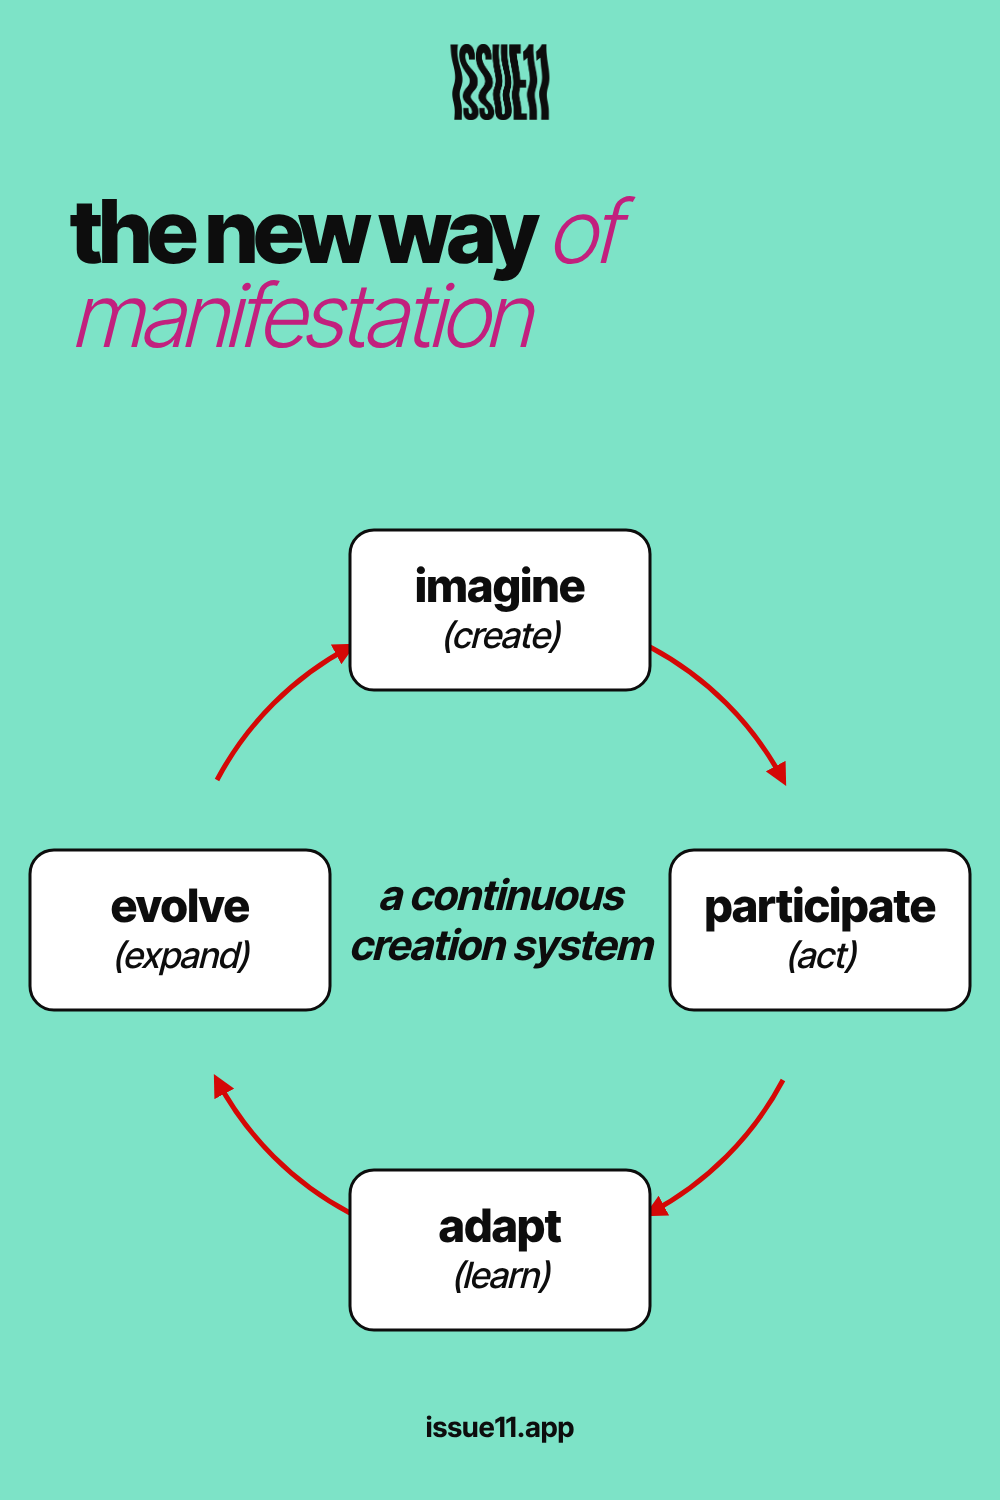 ISSUE11
the new way of
manifestation
imagine
(create)
evolve
(expand)
a continuous
creation system
participate
(act)
adapt
(learn)
issue11.app